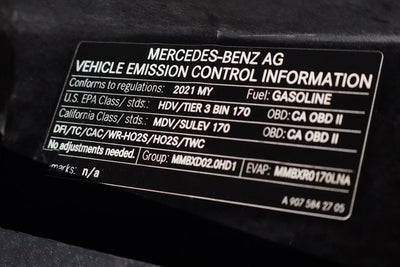 MERCEDES-BENZ AG
VEHICLE EMISSION CONTROL INFORMATION
Conforms to regulations: 2021 MY Fuel: GASOLINE
U.S. EPA Class/ stds.: HDV/TIER 3 BIN 170 OBD: CA OBD II
California Class/ stds.: MDV/SULEV 170 OBD: CA OBD II
DFI/TC/CAC/WR-HO2S/HO2S/TWC
No adjustments needed. Group: MMBXD02.0HD1 EVAP: MMBXR0170LNA
marks: n/a
A 907 584 27 05